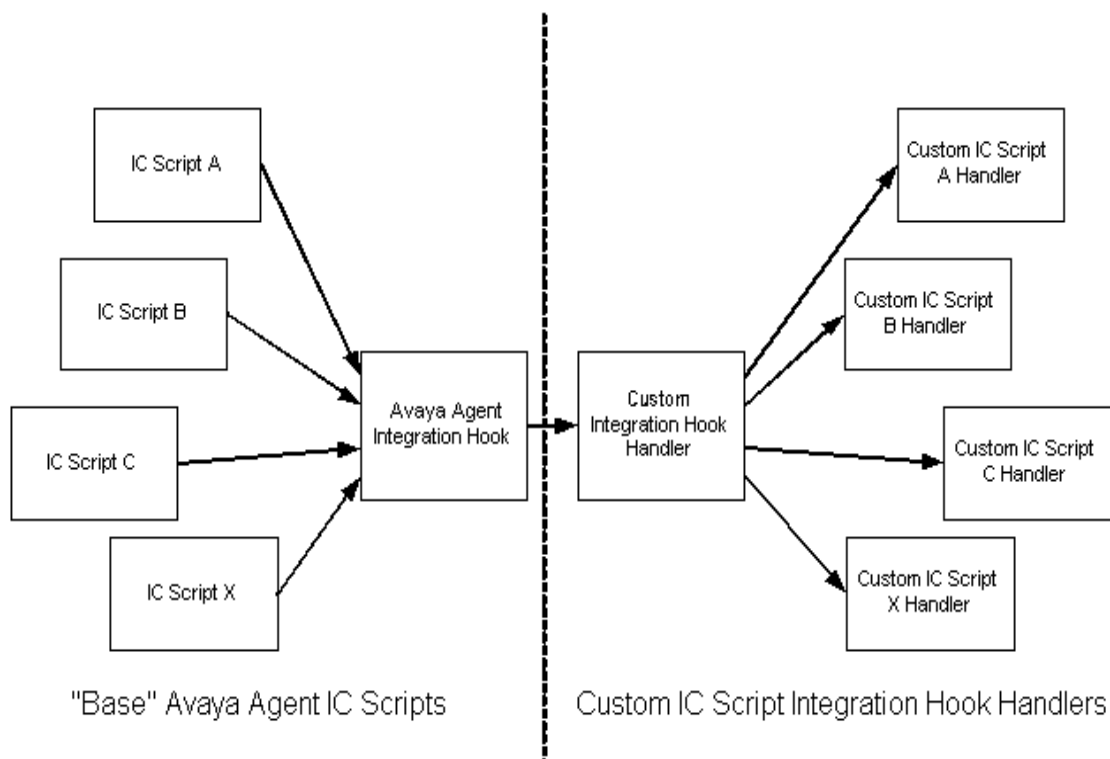 IC Script A
IC Script B
IC Script C
IC Script X
Avaya Agent
Integration Hook
Custom
Integration Hook
Handler
Custom IC Script
A Handler
Custom IC Script
B Handler
Custom IC Script
C Handler
Custom IC Script
X Handler
"Base" Avaya Agent IC Scripts
Custom IC Script Integration Hook Handlers